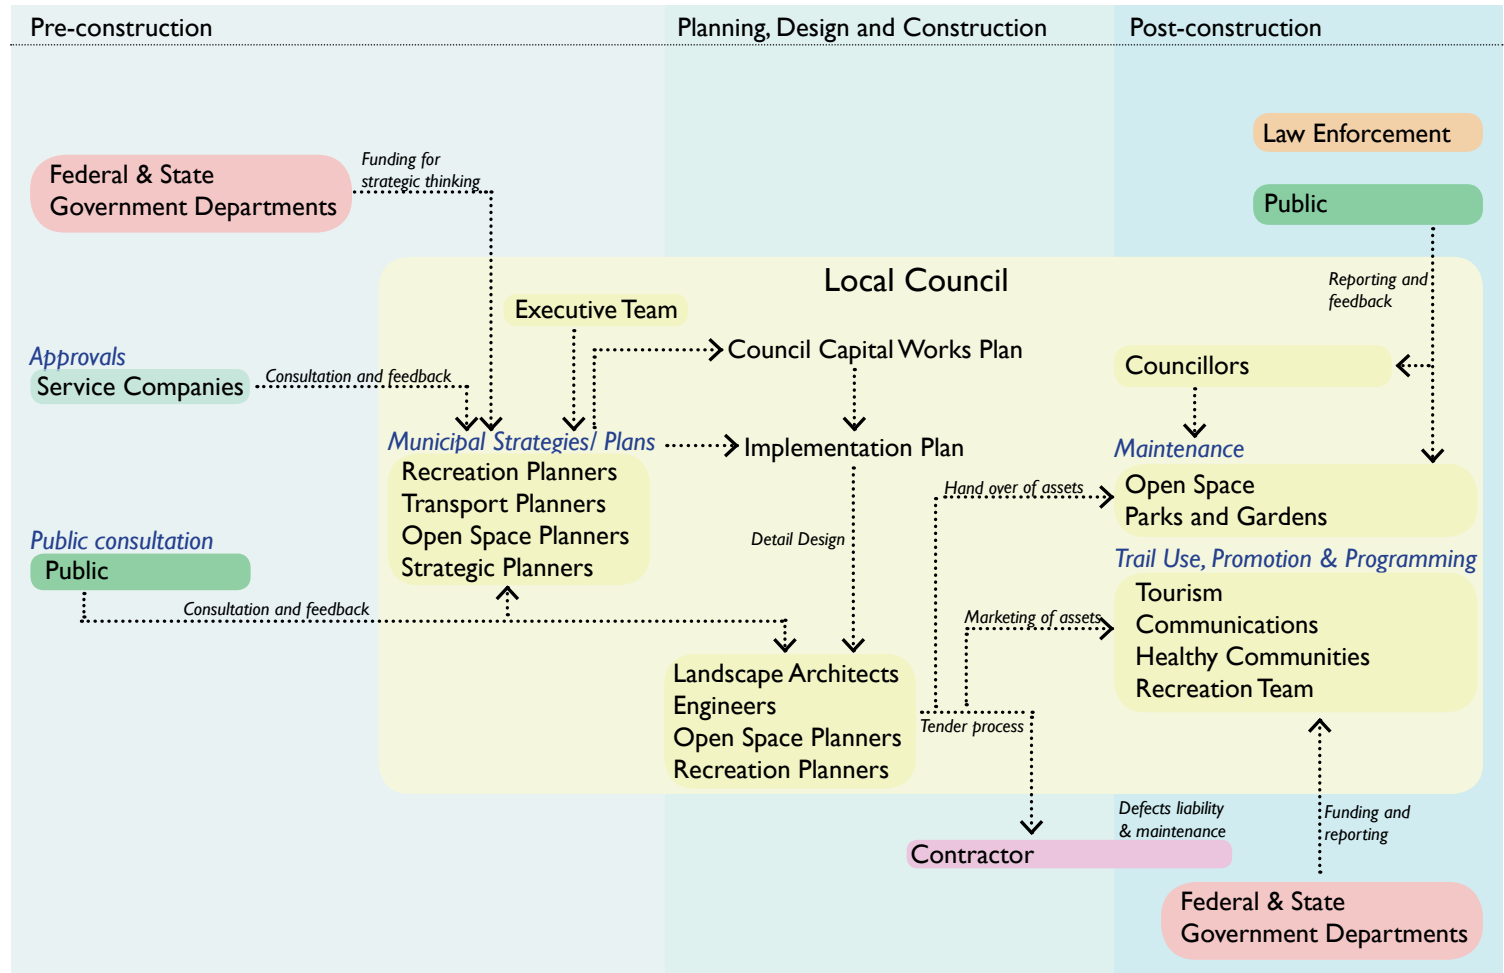 Pre-construction
Planning, Design and Construction
Post-construction
Law Enforcement
Funding for
strategic thinking
Federal & State
Government Departments
Public
Local Council
Reporting and
feedback
Executive Team
Approvals
Service Companies
Consultation and feedback
Council Capital Works Plan
Councillors
Municipal Strategies/ Plans
Implementation Plan
Maintenance
Recreation Planners
Transport Planners
Open Space Planners
Strategic Planners
Hand over of assets
Open Space
Parks and Gardens
Public consultation
Public
Detail Design
Trail Use, Promotion & Programming
Tourism
Communications
Healthy Communities
Recreation Team
Consultation and feedback
Marketing of assets
Landscape Architects
Engineers
Open Space Planners
Recreation Planners
Tender process
Defects liability
& maintenance
Funding and
reporting
Contractor
Federal & State
Government Departments